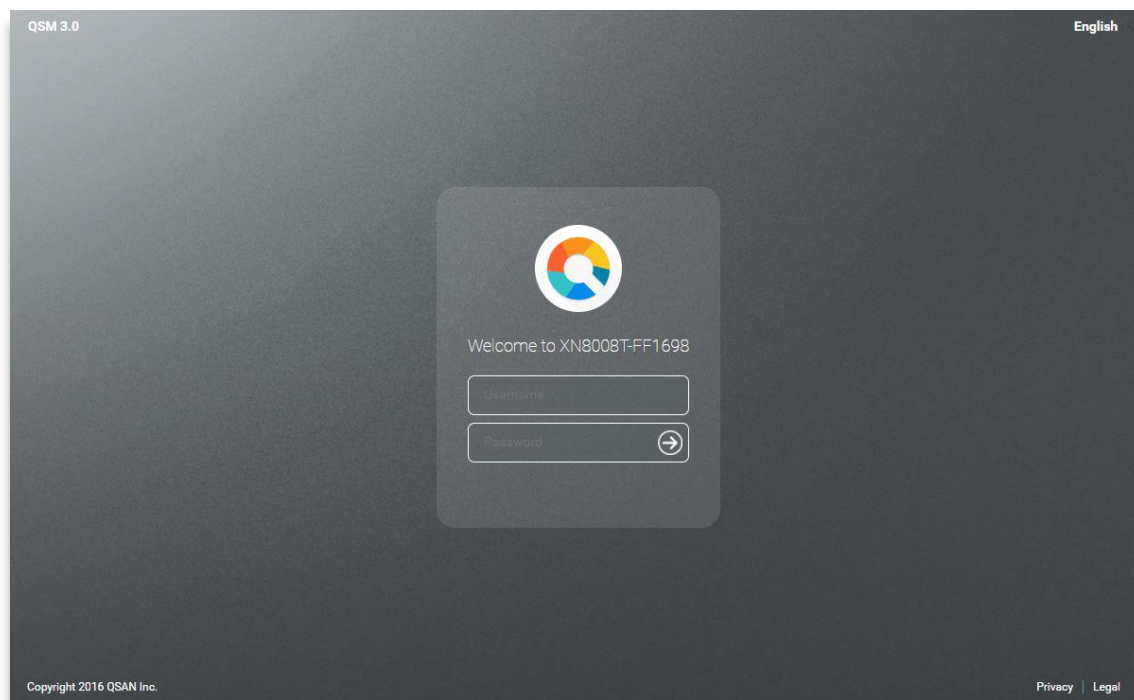 QSM 3.0
English
Welcome to XN8008T-FF1698
Username
Password
Copyright 2016 QSAN Inc.
Privacy | Legal